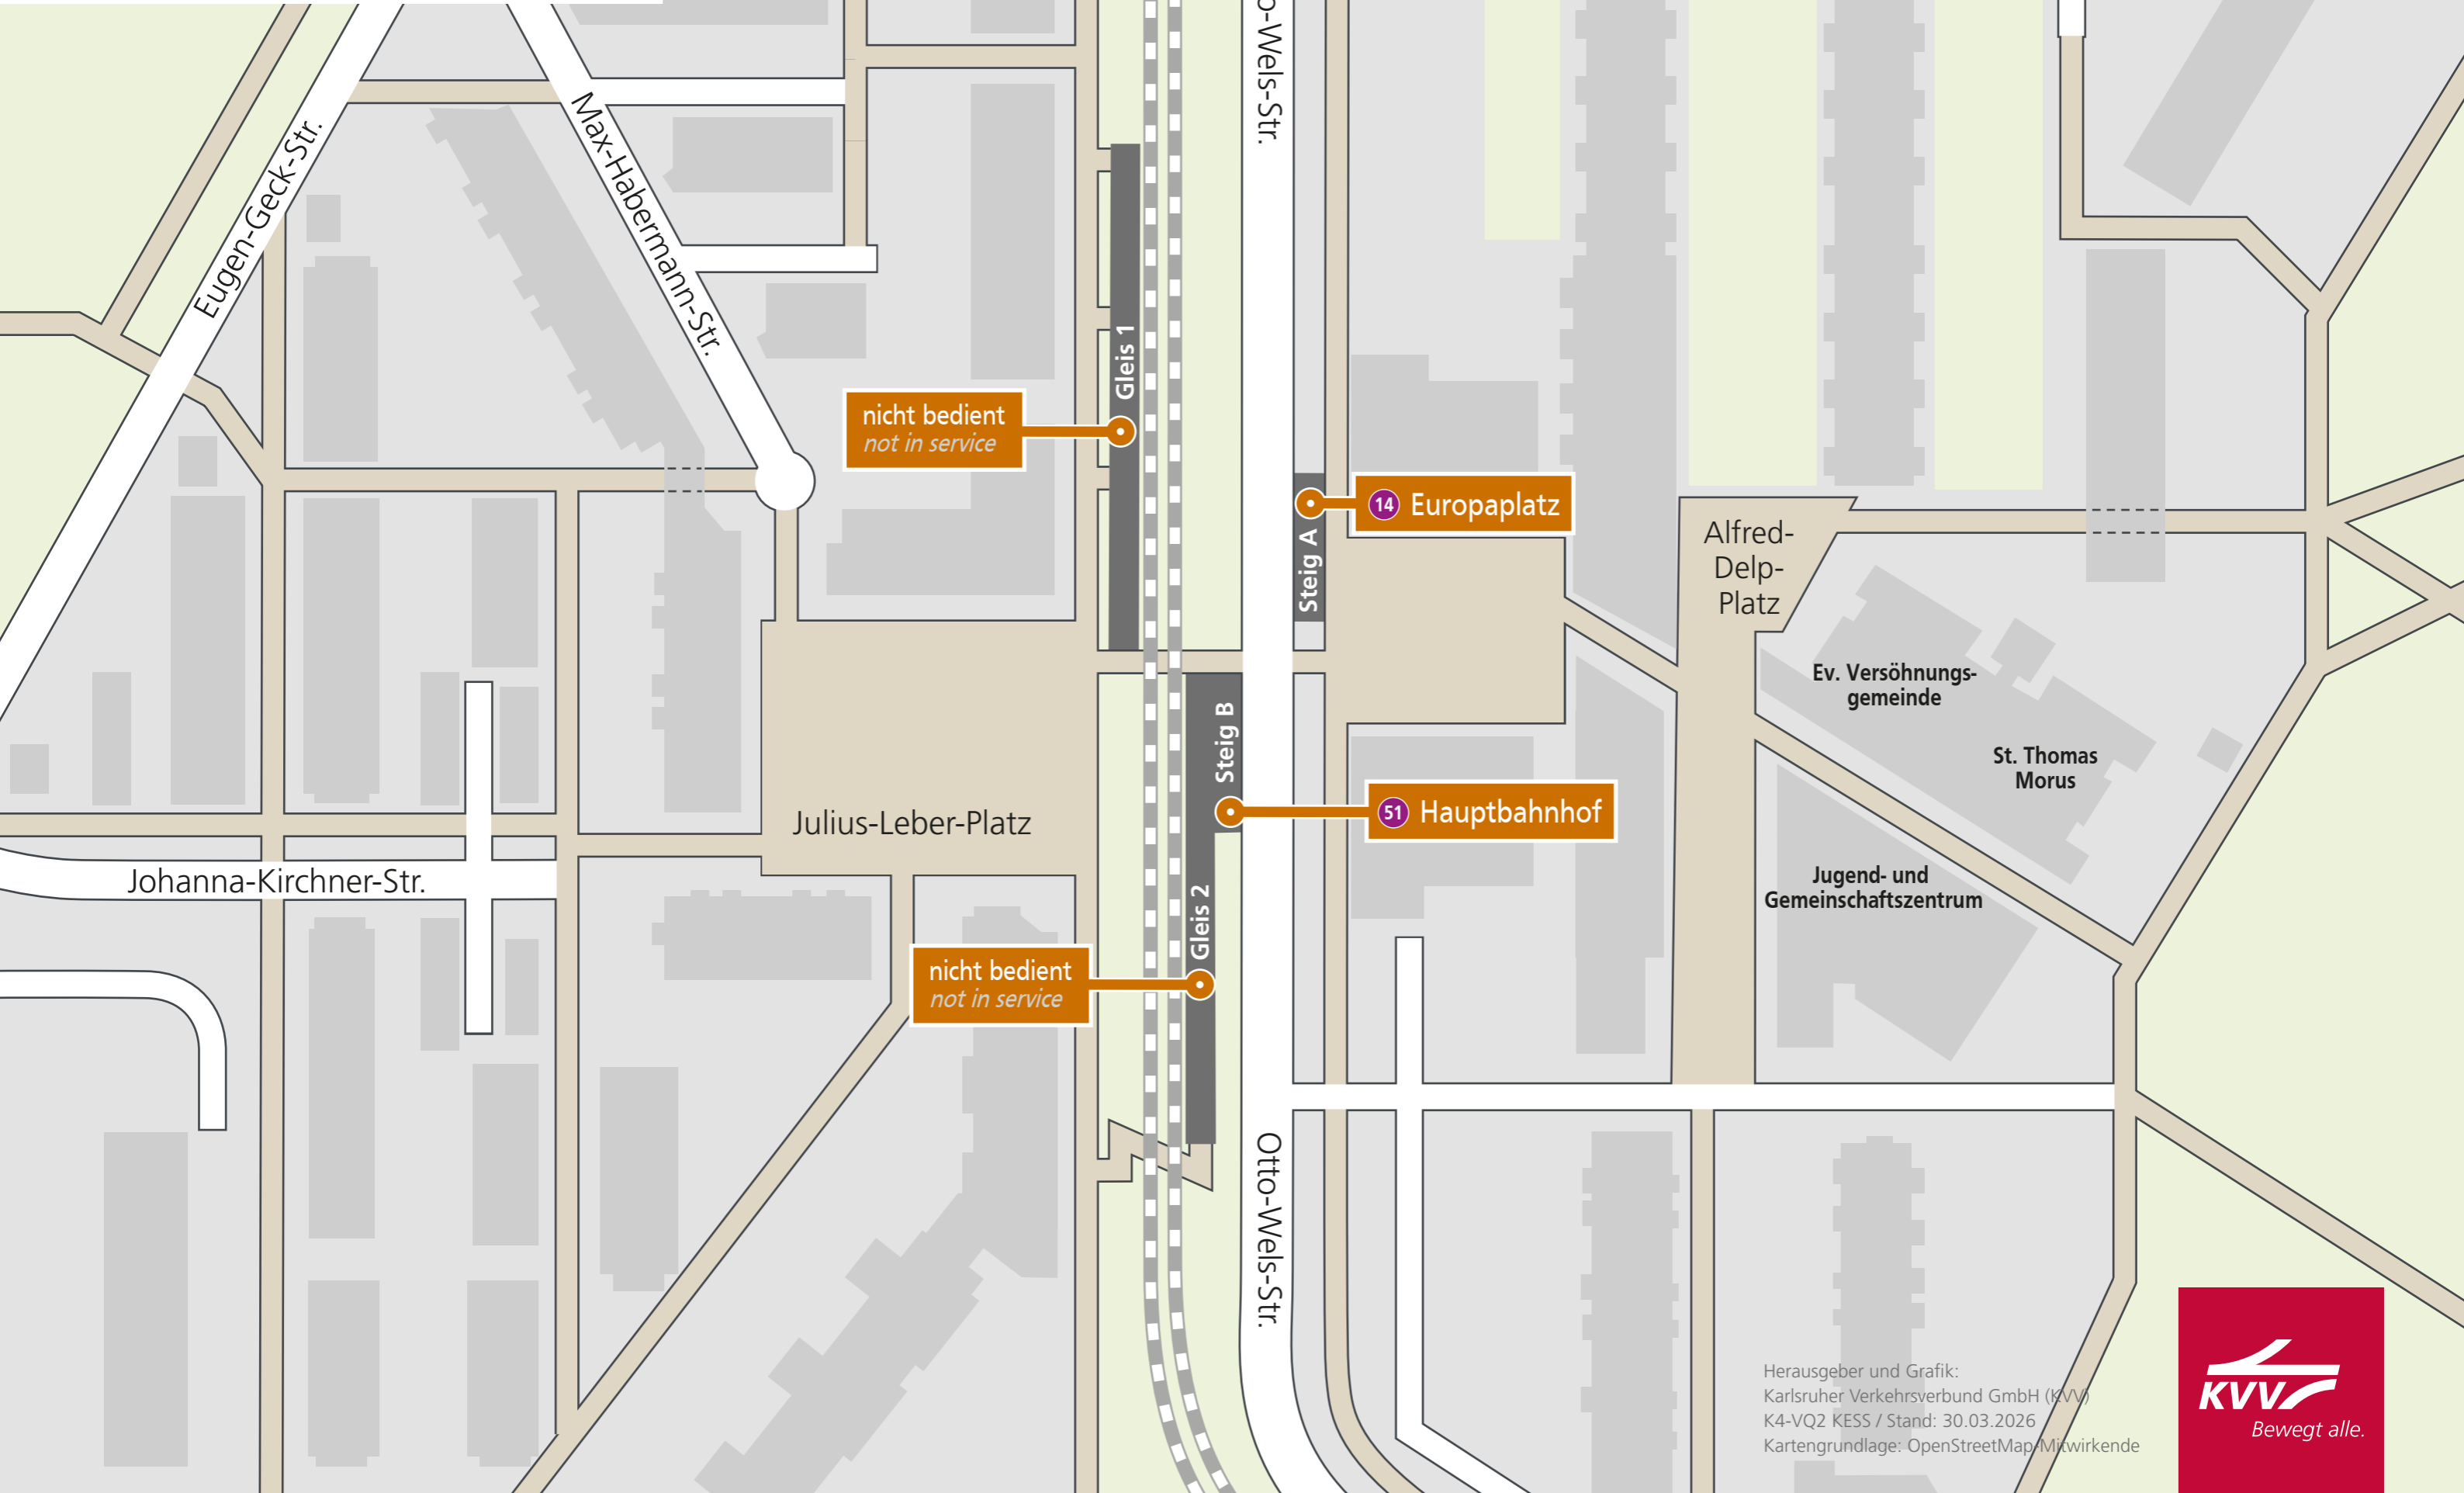 o-Wels-Str.
Eugen-Geck-Str.
Max-Habermann-Str.
Gleis 1
nicht bedient
not in service
14 Europaplatz
Steig A
Alfred-
Delp-
Platz
Ev. Versöhnungs-
gemeinde
Steig B
St. Thomas
Morus
51 Hauptbahnhof
Julius-Leber-Platz
Johanna-Kirchner-Str.
Jugend- und
Gemeinschaftszentrum
Gleis 2
nicht bedient
not in service
Otto-Wels-Str.
Herausgeber und Grafik:
Karlsruher Verkehrsverbund GmbH (KVV)
K4-VQ2 KESS / Stand: 30.03.2026
Kartengrundlage: OpenStreetMap-Mitwirkende
KVV
Bewegt alle.